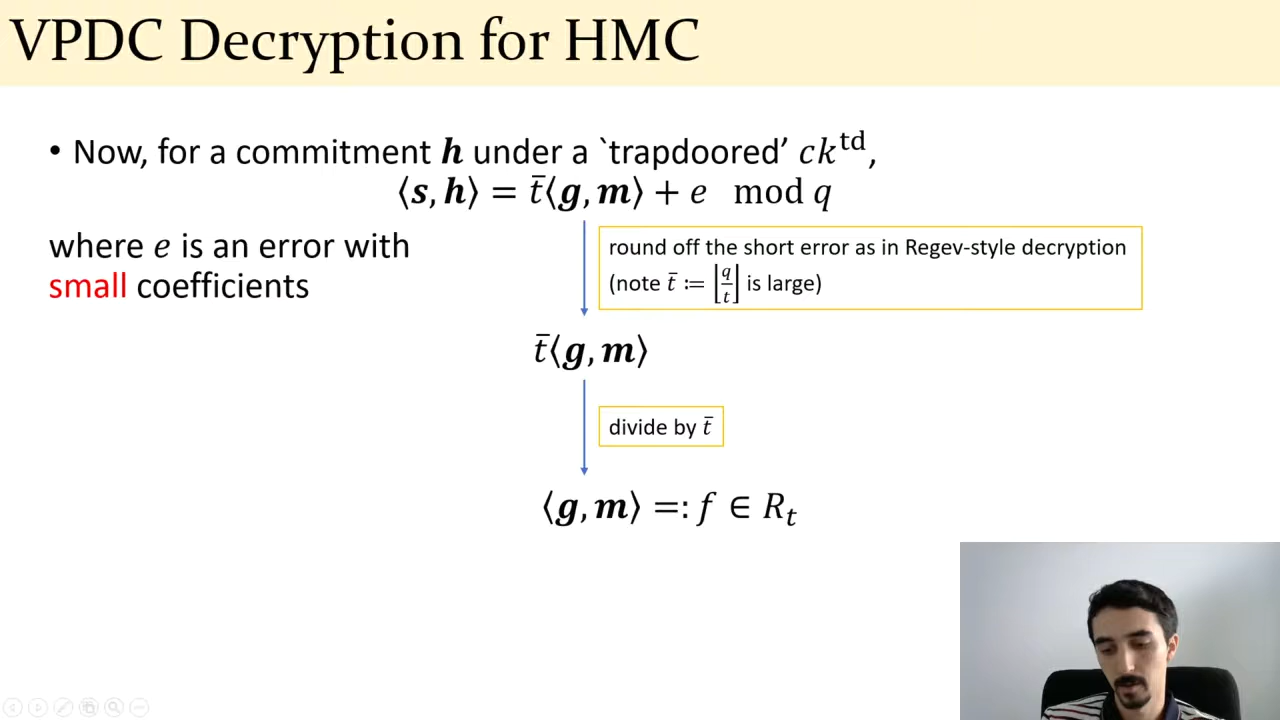 VPDC Decryption for HMC
• Now, for a commitment 𝒉 under a `trapdoored' 𝑐𝑘^td,
⟨𝒔, 𝒉⟩ = t̄⟨𝒈, 𝒎⟩ + 𝑒 mod 𝑞
where 𝑒 is an error with
small coefficients
round off the short error as in Regev-style decryption
(note t̄ := ⌊q/t⌋ is large)
t̄⟨𝒈, 𝒎⟩
divide by t̄
⟨𝒈, 𝒎⟩ =: 𝑓 ∈ 𝑅_𝑡